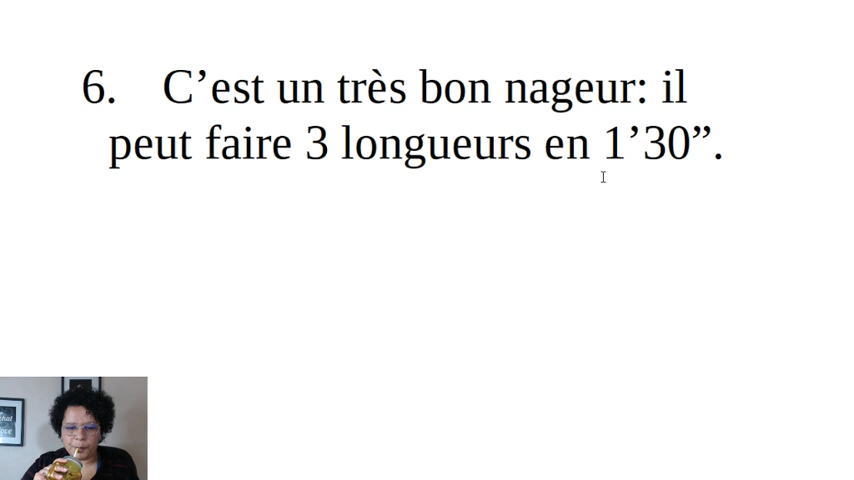 6. C’est un très bon nageur: il
peut faire 3 longueurs en 1’30”.